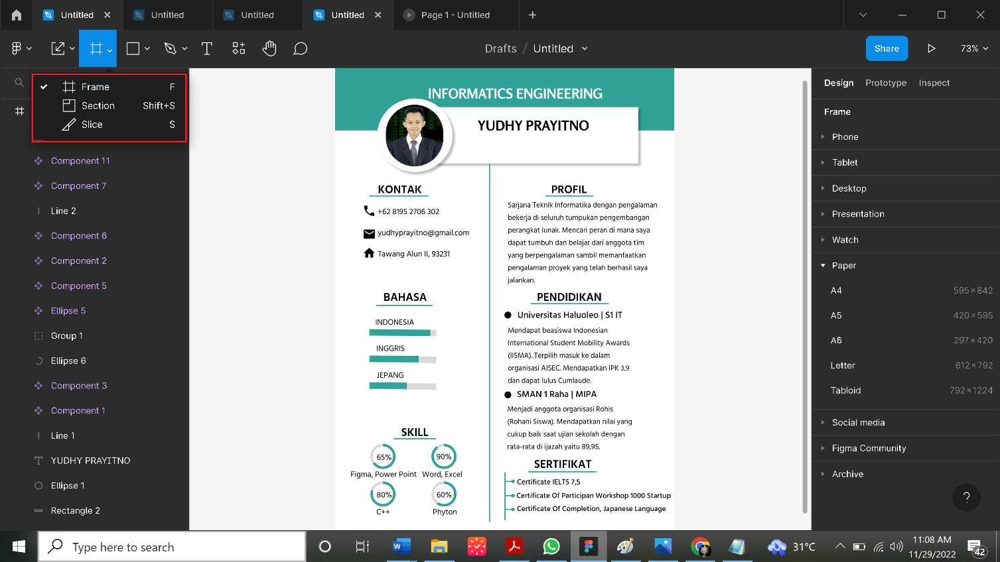 Untitled
Untitled
Untitled
Untitled
Page 1 - Untitled
Drafts / Untitled
Share
73%
Frame F
Section Shift+S
Slice S
Component 11
Component 7
Line 2
Component 6
Component 2
Component 5
Ellipse 5
Group 1
Ellipse 6
Component 3
Component 1
Line 1
YUDHY PRAYITNO
Ellipse 1
Rectangle 2
INFORMATICS ENGINEERING
YUDHY PRAYITNO
KONTAK
+62 8195 2706 302
yudhyprayitno@gmail.com
Tawang Alun II, 93231
BAHASA
INDONESIA
INGGRIS
JEPANG
SKILL
65%
90%
Figma, Power Point
Word, Excel
80%
60%
C++
Phyton
PROFIL
Sarjana Teknik Informatika dengan pengalaman
bekerja di seluruh tumpukan pengembangan
perangkat lunak. Mencari peran di mana saya
dapat tumbuh dan belajar dari anggota tim
yang berpengalaman sambil memanfaatkan
pengalaman proyek yang telah berhasil saya
jalankan.
PENDIDIKAN
Universitas Haluoleo | S1 IT
Mendapat beasiswa Indonesian
International Student Mobility Awards
(IISMA). Terpilih masuk ke dalam
organisasi AISEC. Mendapatkan IPK 3,9
dan dapat lulus Cumlaude.
SMAN 1 Raha | MIPA
Menjadi anggota organisasi Rohis
(Rohani Siswa). Mendapatkan nilai yang
cukup baik saat ujian sekolah dengan
rata-rata di ijazah yaitu 89,95.
SERTIFIKAT
Certificate IELTS 7,5
Certificate Of Participan Workshop 1000 Startup
Certificate Of Completion, Japanese Language
Design Prototype Inspect
Frame
Phone
Tablet
Desktop
Presentation
Watch
Paper
A4 595×842
A5 420×595
A6 297×420
Letter 612×792
Tabloid 792×1224
Social media
Figma Community
Archive
?
Type here to search
31°C
11:08 AM
11/29/2022
42